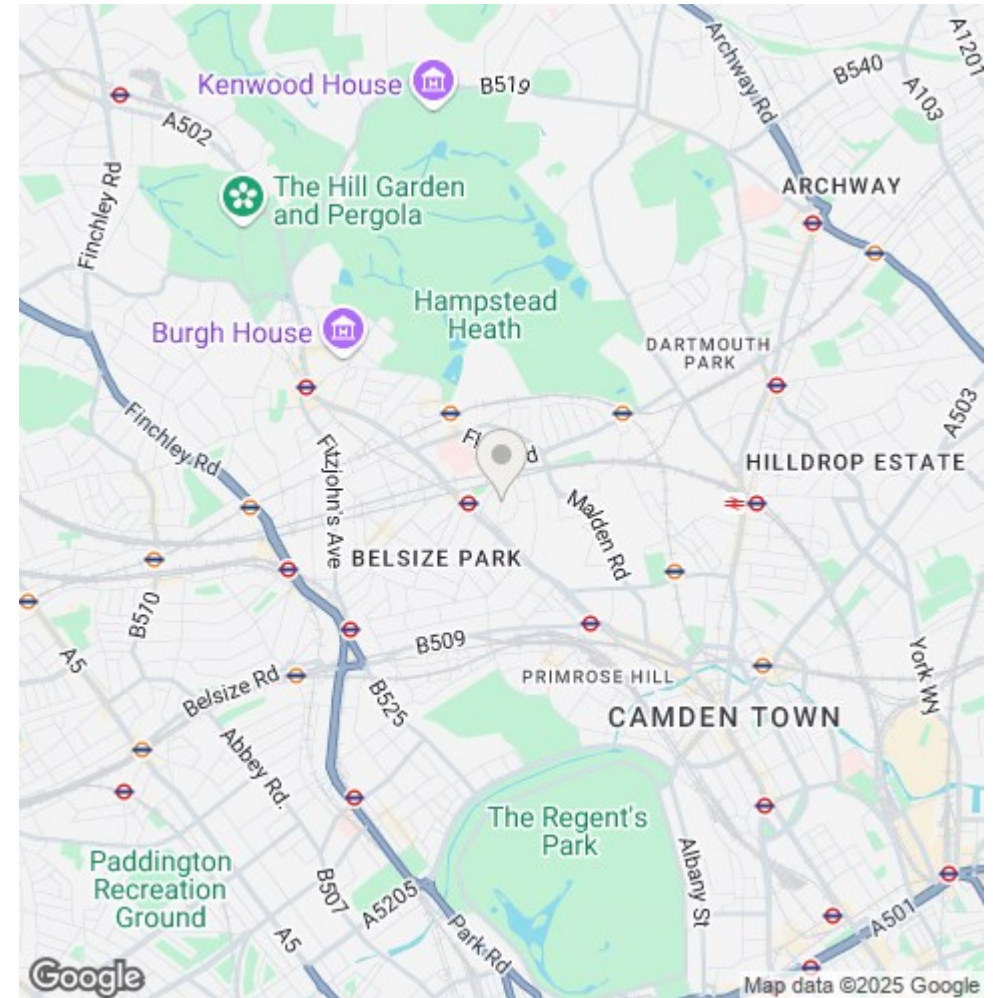 Kenwood House
B519
Archway Rd
B540
A1201
A103
A502
The Hill Garden
and Pergola
ARCHWAY
Finchley Rd
Hampstead
Heath
Burgh House
DARTMOUTH
PARK
A503
Finchley Rd
Fitzjohn's Ave
HILLDROP ESTATE
Malden Rd
BELSIZE PARK
B570
B509
A5
York Wy
Belsize Rd
PRIMROSE HILL
B525
CAMDEN TOWN
Abbey Rd.
The Regent's
Park
Albany St
Paddington
Recreation
Ground
B507
A5205
A5
Park Rd
A501
Google
Map data ©2025 Google